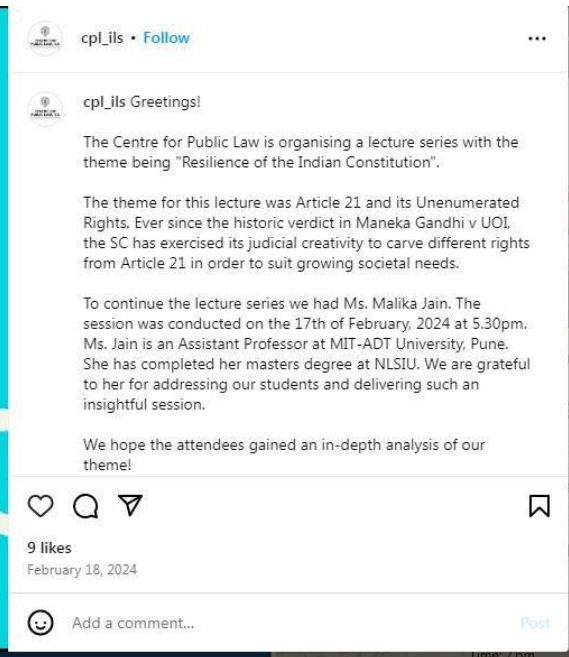 cpl_ils • Follow
cpl_ils Greetings!
The Centre for Public Law is organising a lecture series with the
theme being "Resilience of the Indian Constitution".
The theme for this lecture was Article 21 and its Unenumerated
Rights. Ever since the historic verdict in Maneka Gandhi v UOI,
the SC has exercised its judicial creativity to carve different rights
from Article 21 in order to suit growing societal needs.
To continue the lecture series we had Ms. Malika Jain. The
session was conducted on the 17th of February, 2024 at 5.30pm.
Ms. Jain is an Assistant Professor at MIT-ADT University, Pune.
She has completed her masters degree at NLSIU. We are grateful
to her for addressing our students and delivering such an
insightful session.
We hope the attendees gained an in-depth analysis of our
theme!
9 likes
February 18, 2024
Add a comment...
Post